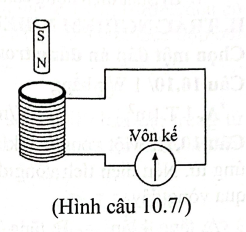 S
N
Vôn kế
(Hình câu 10.7/)